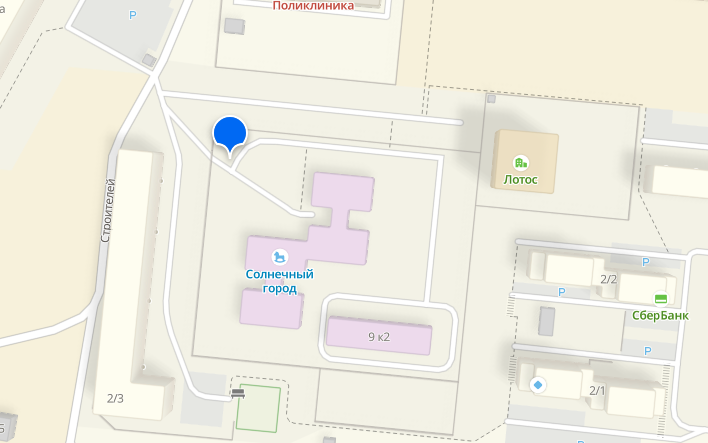 Поликлиника
Р
Строителей
Лотос
Солнечный
город
9 к2
2/3
Р
2/2
Р
СберБанк
Р
2/1